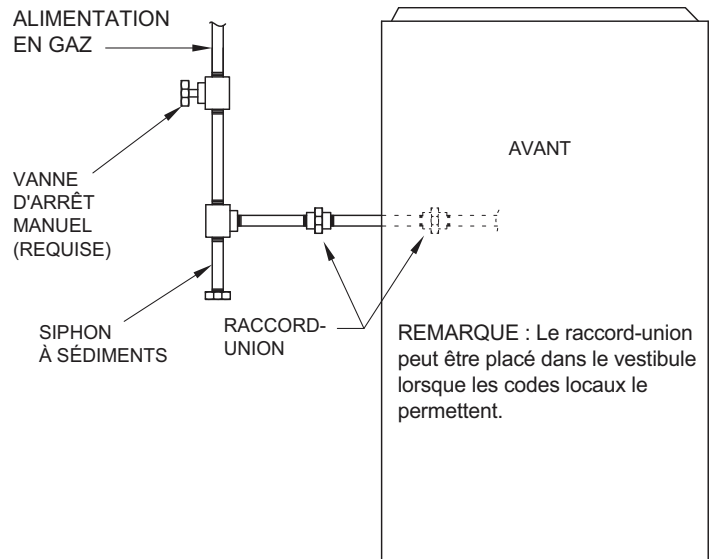 ALIMENTATION
EN GAZ
AVANT
VANNE
D'ARRÊT
MANUEL
(REQUISE)
SIPHON
À SÉDIMENTS
RACCORD-
UNION
REMARQUE : Le raccord-union
peut être placé dans le vestibule
lorsque les codes locaux le
permettent.